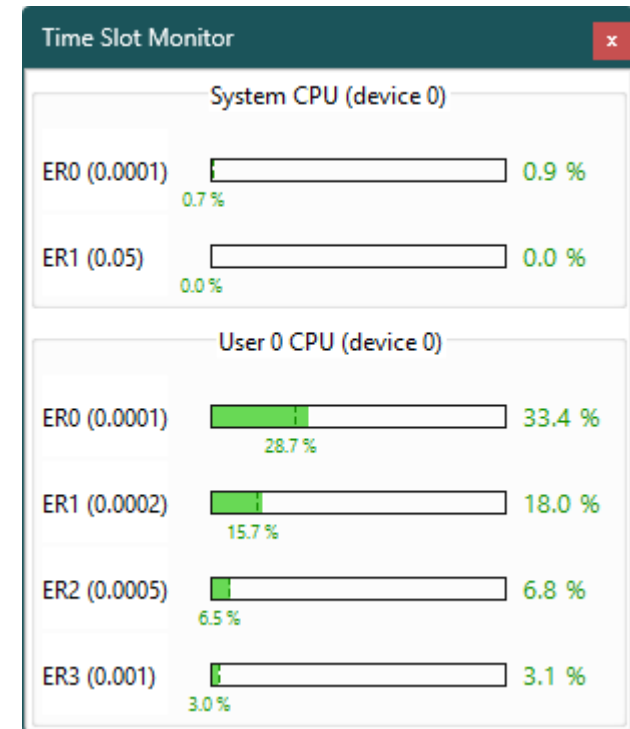 Time Slot Monitor x
System CPU (device 0)
ER0 (0.0001) 0.9 %
0.7 %
ER1 (0.05) 0.0 %
0.0 %
User 0 CPU (device 0)
ER0 (0.0001) 33.4 %
28.7 %
ER1 (0.0002) 18.0 %
15.7 %
ER2 (0.0005) 6.8 %
6.5 %
ER3 (0.001) 3.1 %
3.0 %